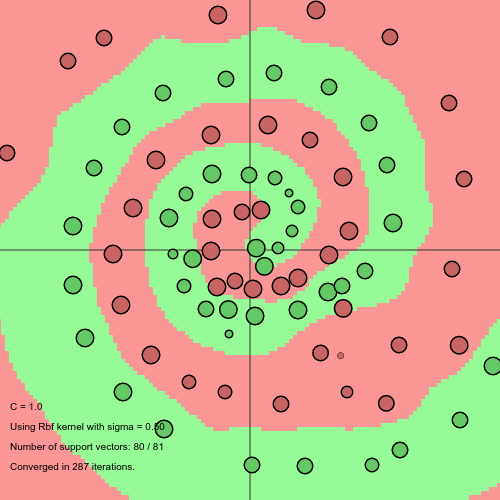 C = 1.0
Using Rbf kernel with sigma = 0.50
Number of support vectors: 80 / 81
Converged in 287 iterations.